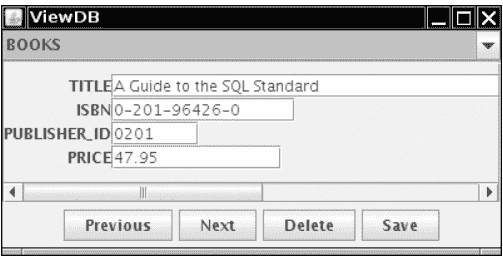 ViewDB
BOOKS
TITLE A Guide to the SQL Standard
ISBN 0-201-96426-0
PUBLISHER_ID 0201
PRICE 47.95
Previous Next Delete Save